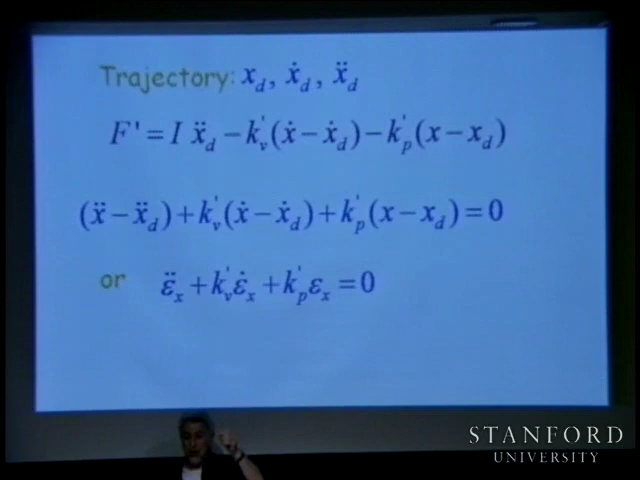 Trajectory: x_d, ẋ_d, ẍ_d
F' = I ẍ_d − k'_v(ẋ − ẋ_d) − k'_p(x − x_d)
(ẍ − ẍ_d) + k'_v(ẋ − ẋ_d) + k'_p(x − x_d) = 0
or ε̈_x + k'_v ε̇_x + k'_p ε_x = 0
STANFORD
UNIVERSITY